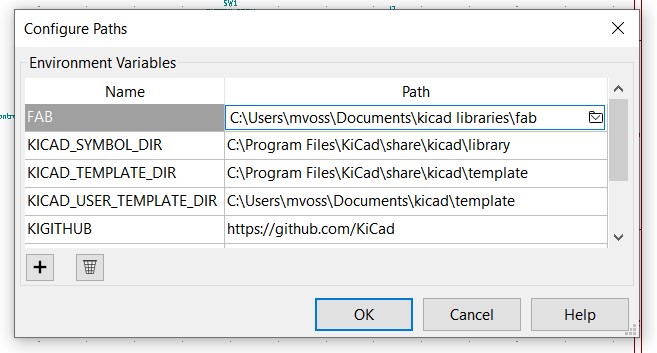 SW1
Configure Paths
Environment Variables
Name Path
FAB C:\Users\mvoss\Documents\kicad libraries\fab
KICAD_SYMBOL_DIR C:\Program Files\KiCad\share\kicad\library
KICAD_TEMPLATE_DIR C:\Program Files\KiCad\share\kicad\template
KICAD_USER_TEMPLATE_DIR C:\Users\mvoss\Documents\kicad\template
KIGITHUB https://github.com/KiCad
OK Cancel Help